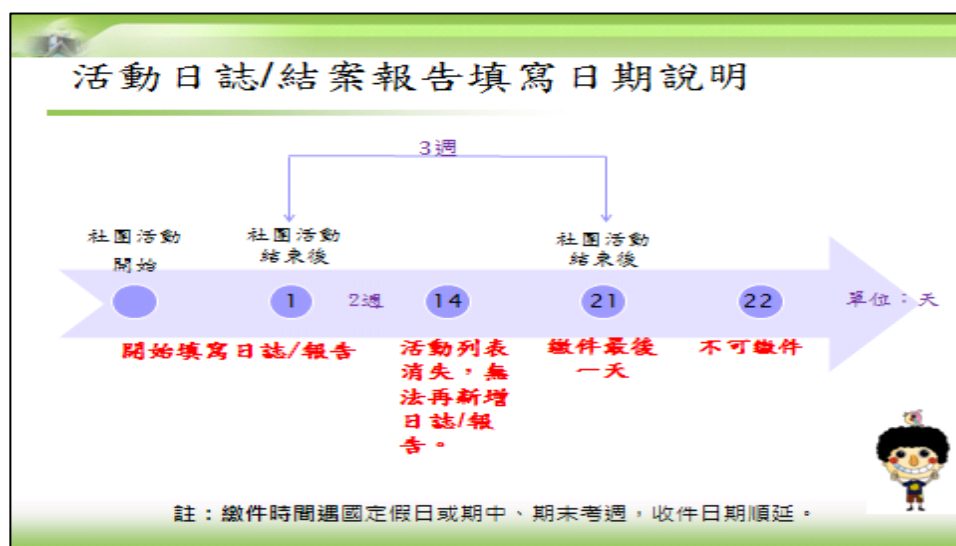 活動日誌/結案報告填寫日期說明
3週
社團活動
開始
社團活動
結束後
社團活動
結束後
1
2週
14
21
22
單位：天
開始填寫日誌/報告
活動列表
消失，無
法再新增
日誌/報
告。
繳件最後
一天
不可繳件
註：繳件時間遇國定假日或期中、期末考週，收件日期順延。